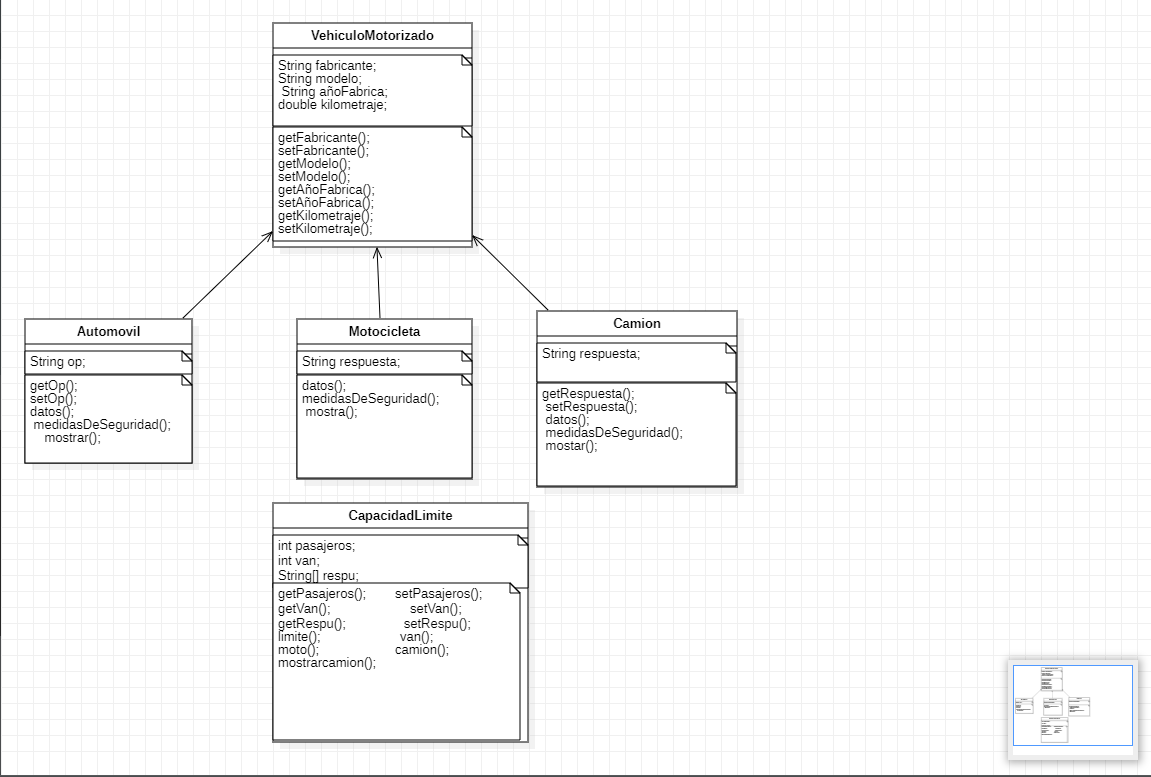 VehiculoMotorizado
String fabricante;
String modelo;
String añoFabrica;
double kilometraje;
getFabricante();
setFabricante();
getModelo();
setModelo();
getAñoFabrica();
setAñoFabrica();
getKilometraje();
setKilometraje();
Automovil
String op;
getOp();
setOp();
datos();
medidasDeSeguridad();
mostrar();
Motocicleta
String respuesta;
datos();
medidasDeSeguridad();
mostra();
Camion
String respuesta;
getRespuesta();
setRespuesta();
datos();
medidasDeSeguridad();
mostar();
CapacidadLimite
int pasajeros;
int van;
String[] respu;
getPasajeros(); setPasajeros();
getVan(); setVan();
getRespu(); setRespu();
limite(); van();
moto(); camion();
mostrarcamion();